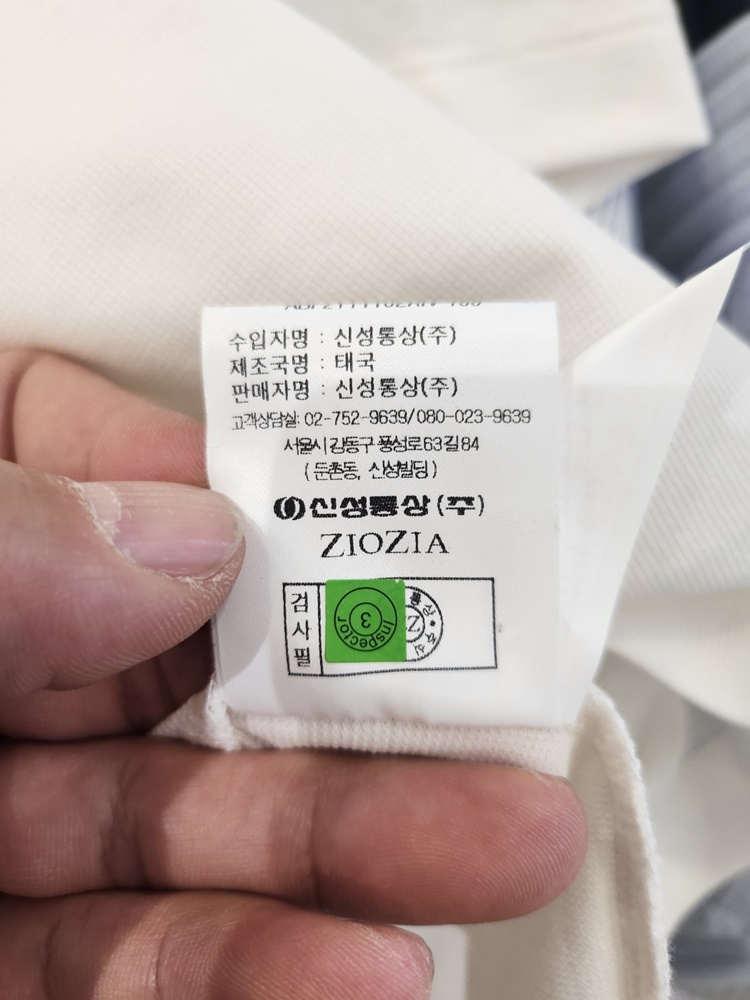 수입자명 : 신성통상(주)
제조국명 : 태국
판매자명 : 신성통상(주)
고객상담실: 02-752-9639/080-023-9639
서울시 강동구 풍성로63길 84
(둔촌동, 신성빌딩)
신성통상(주)
ZIOZIA
검사필
Inspector
3
Z